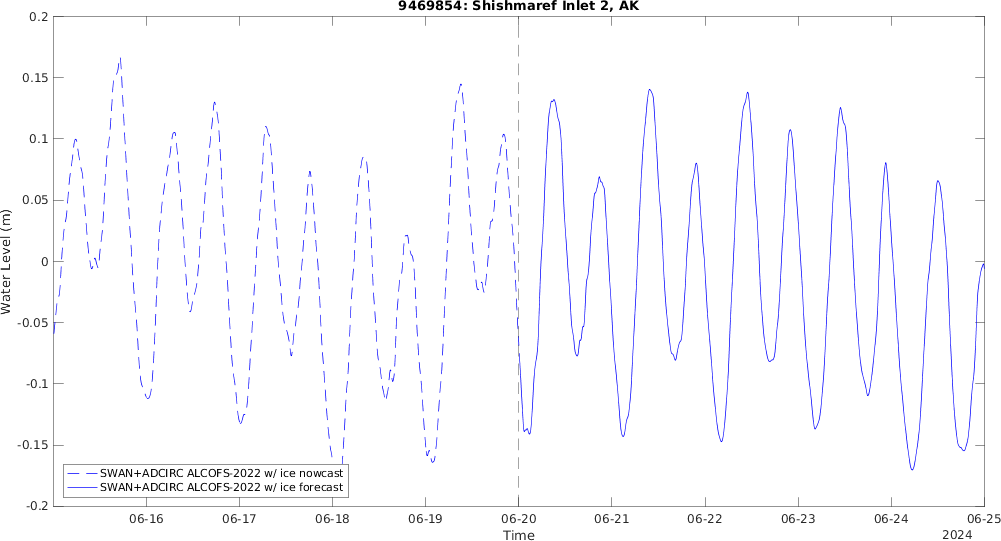 9469854: Shishmaref Inlet 2, AK
0.2
0.15
0.1
0.05
0
-0.05
-0.1
-0.15
-0.2
Water Level (m)
SWAN+ADCIRC ALCOFS-2022 w/ ice nowcast
SWAN+ADCIRC ALCOFS-2022 w/ ice forecast
06-16 06-17 06-18 06-19 06-20 06-21 06-22 06-23 06-24 06-25
Time
2024